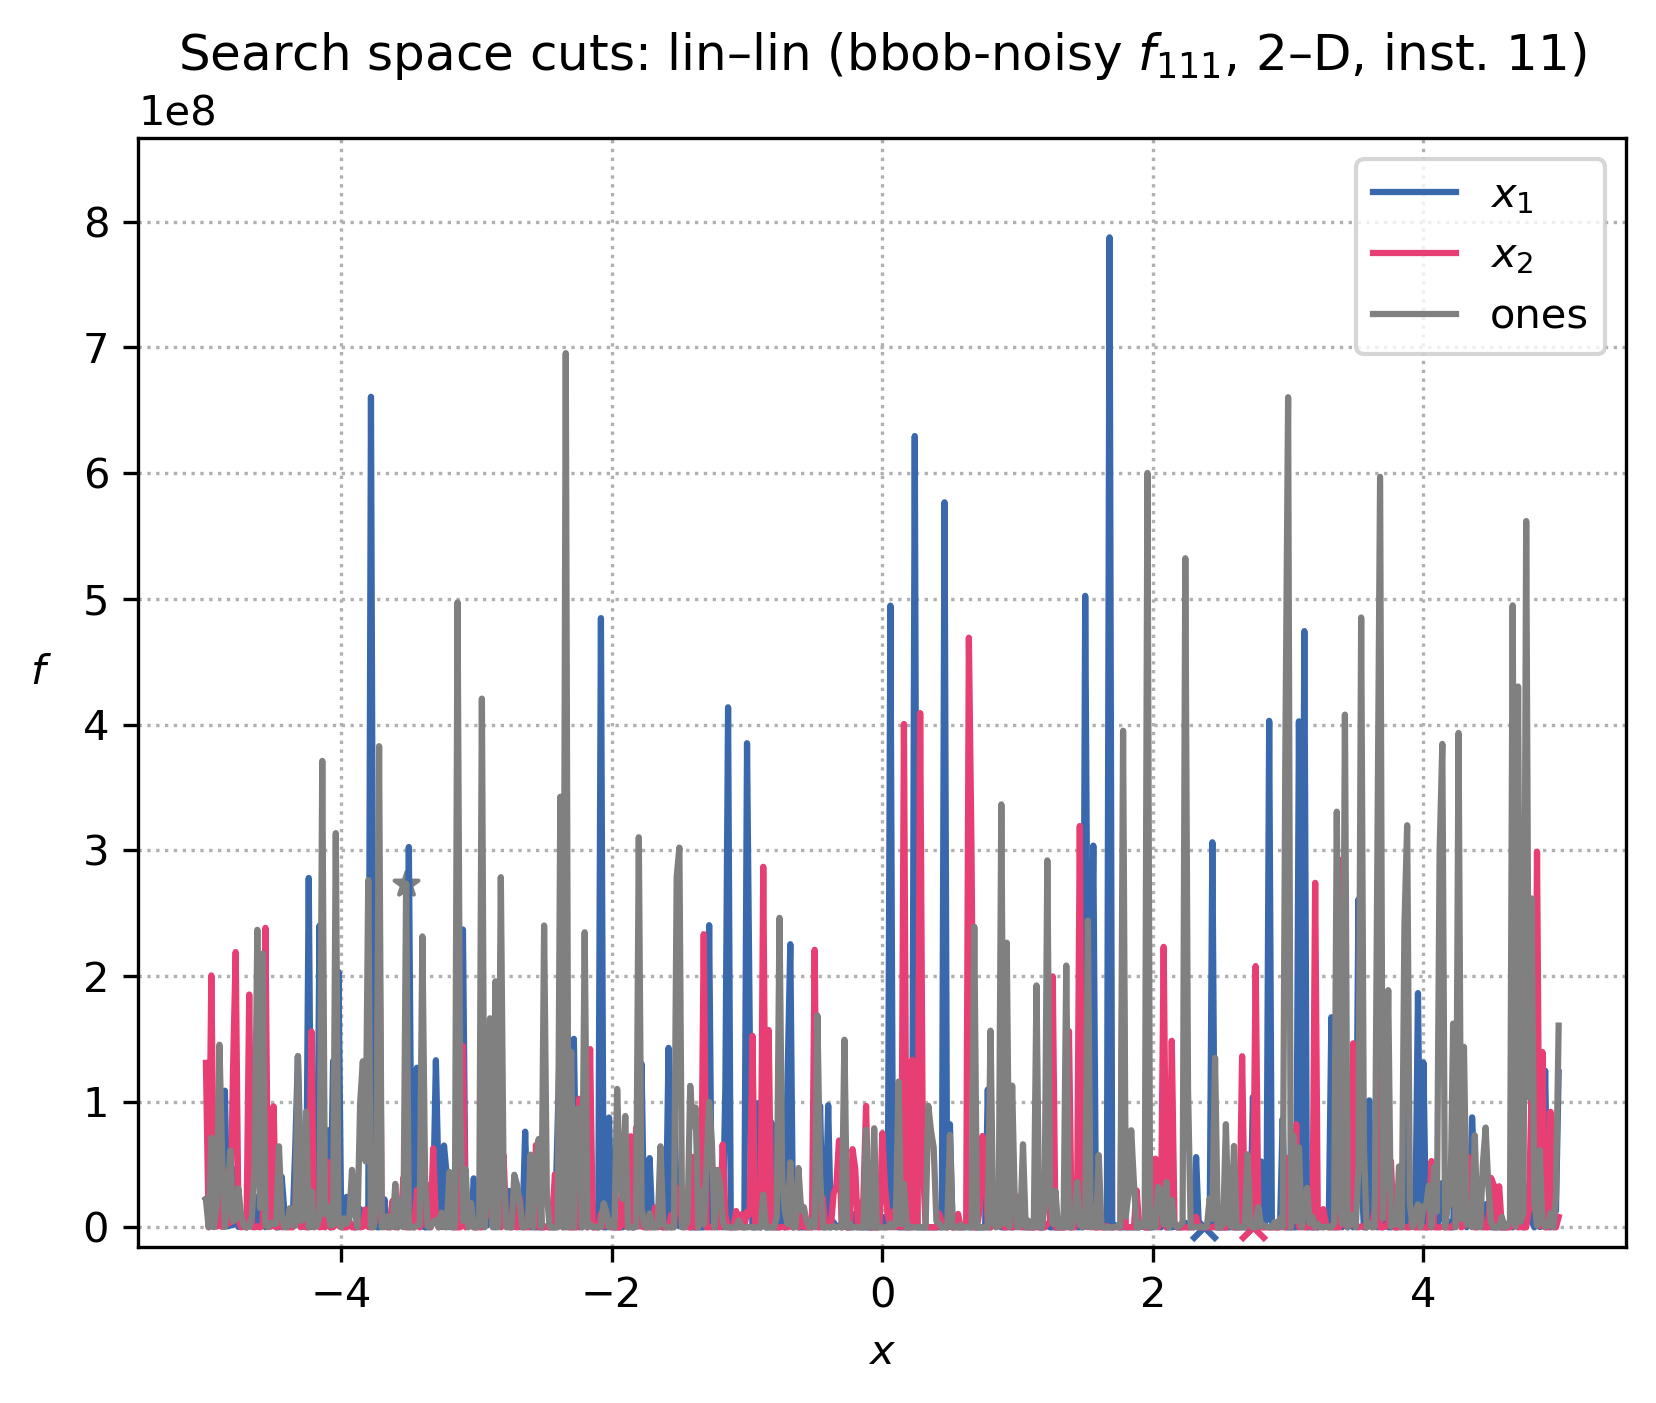 Search space cuts: lin–lin (bbob-noisy f₁₁₁, 2–D, inst. 11)
1e8
x₁
x₂
ones
8
7
6
5
4
3
2
1
0
f
−4
−2
0
2
4
x